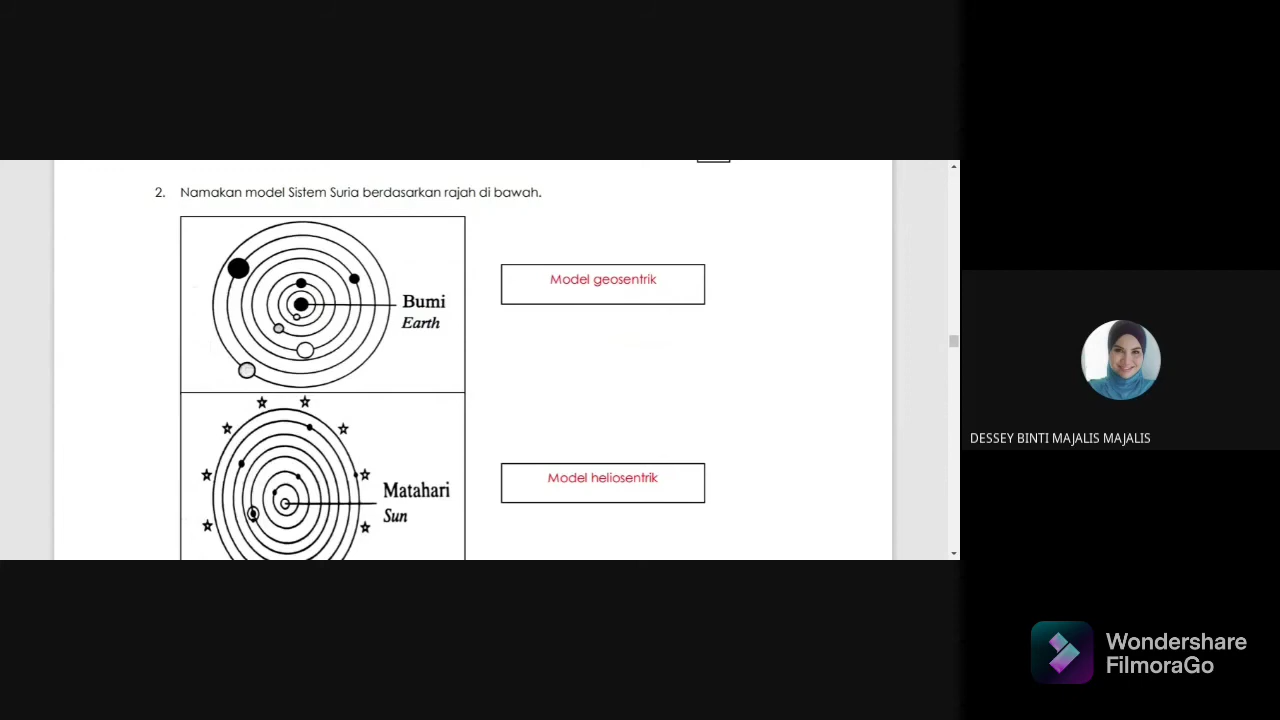 2. Namakan model Sistem Suria berdasarkan rajah di bawah.
Bumi
Earth
Model geosentrik
Matahari
Sun
Model heliosentrik
DESSEY BINTI MAJALIS MAJALIS
Wondershare
FilmoraGo